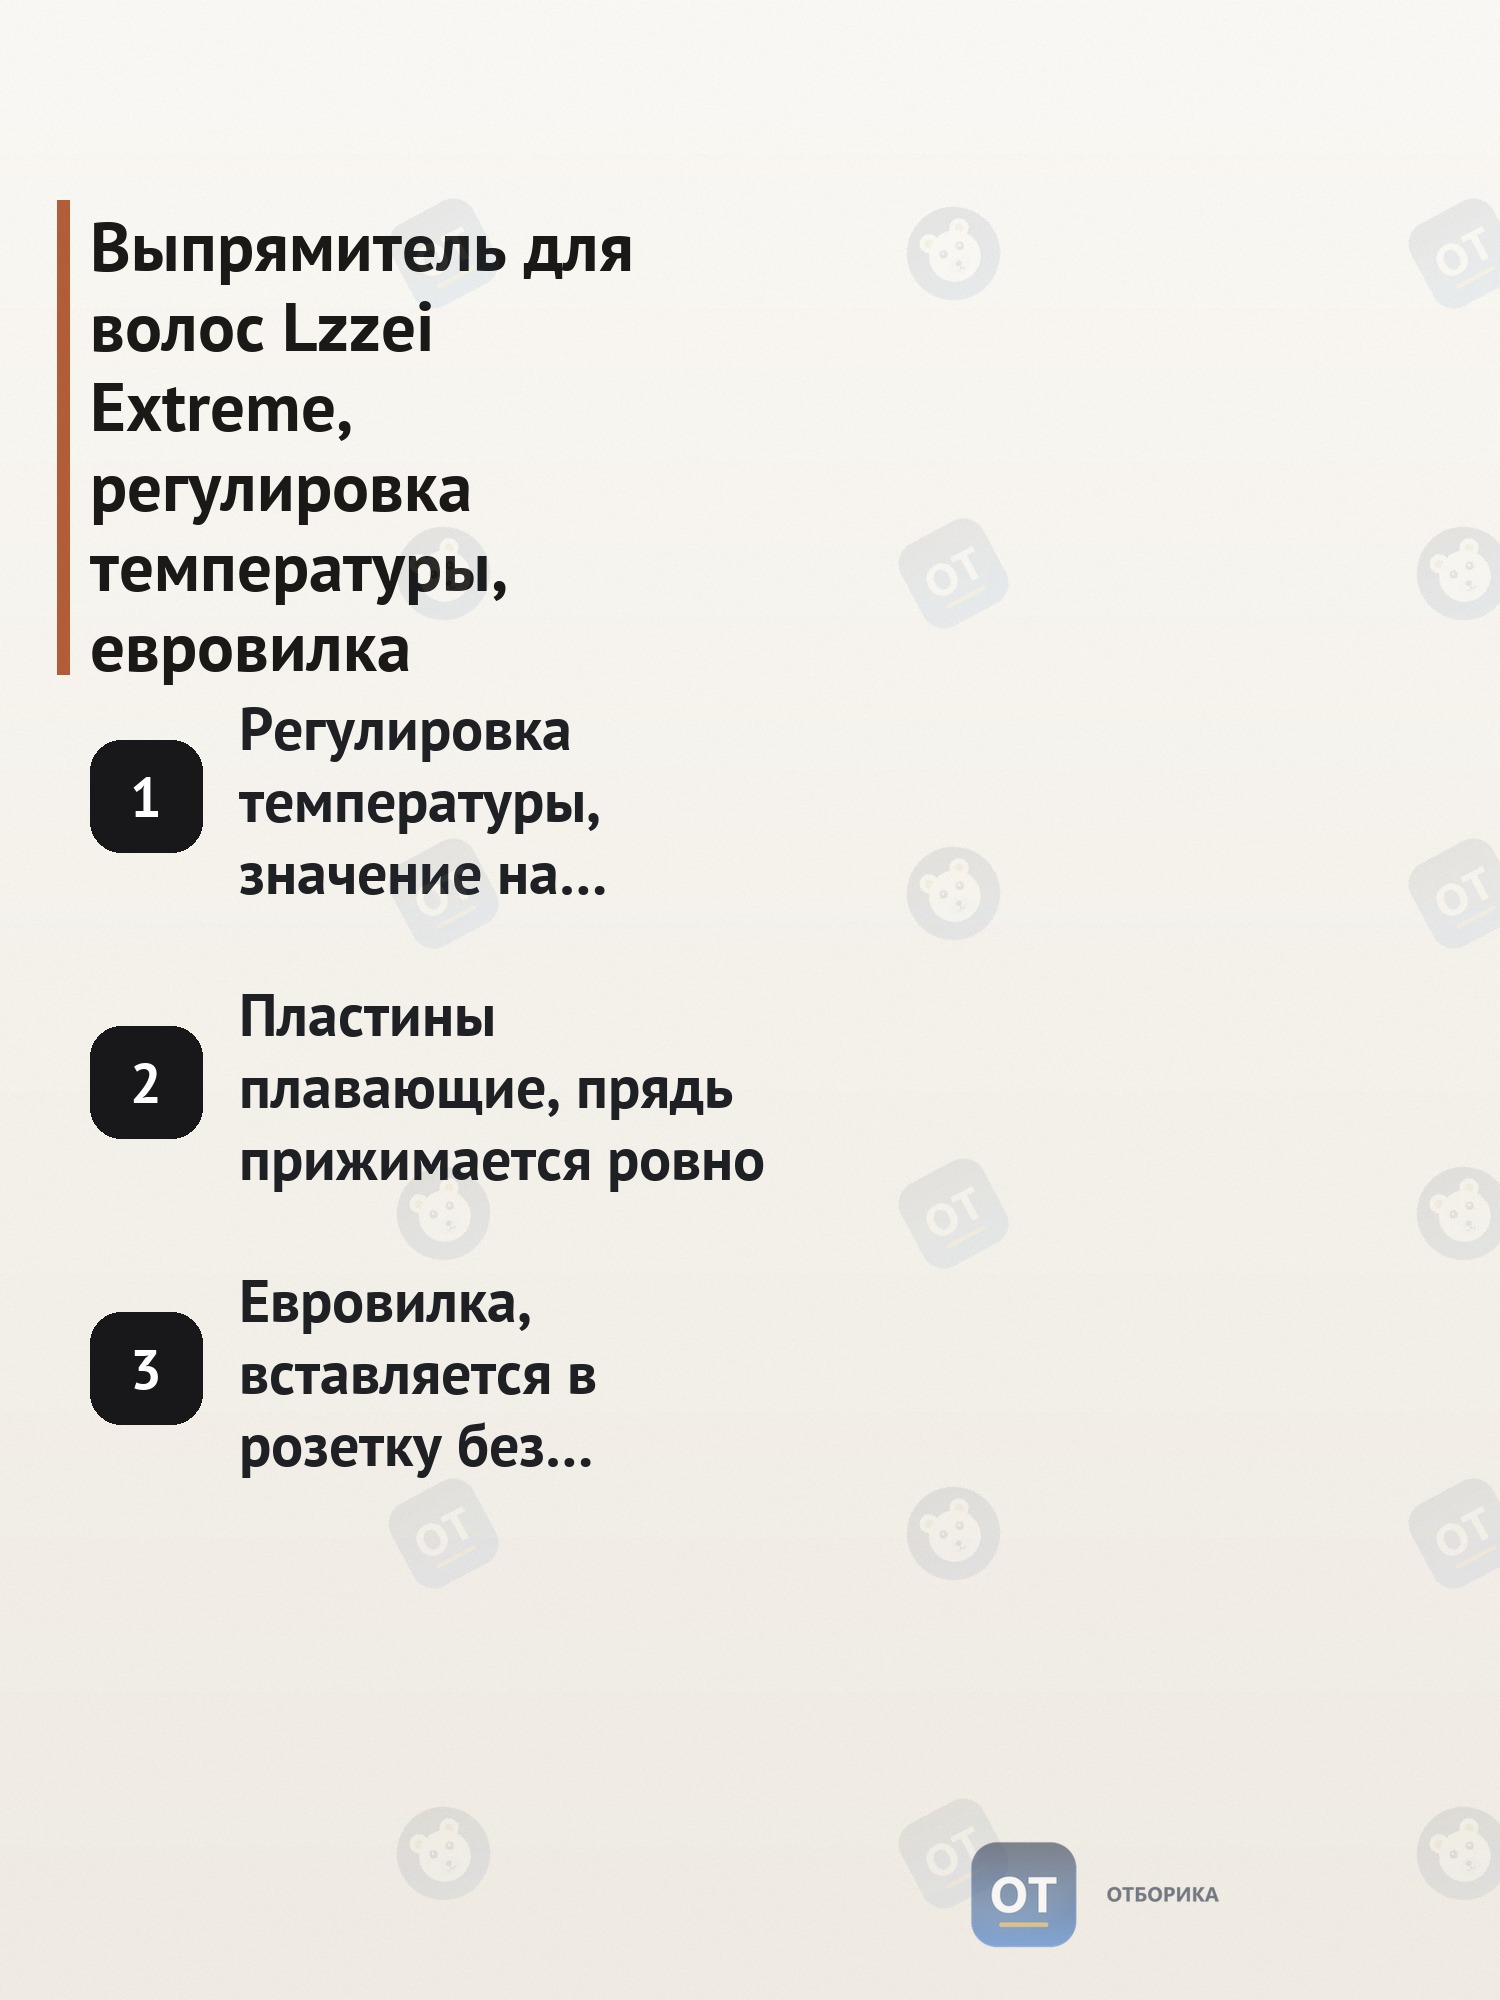 Выпрямитель для
волос Lzzei
Extreme,
регулировка
температуры,
евровилка
1
Регулировка
температуры,
значение на...
2
Пластины
плавающие, прядь
прижимается ровно
3
Евровилка,
вставляется в
розетку без...
ОТ
ОТБОРИКА